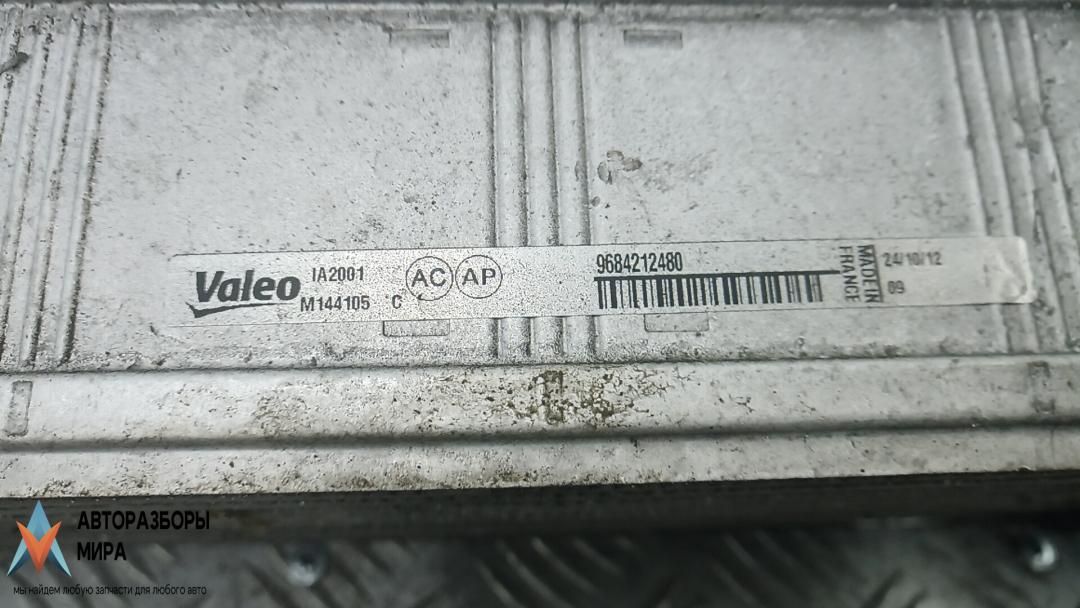 Valeo
IA2001
M144105 C
AC
AP
9684212480
MADE IN
FRANCE
24/10/12
09
АВТОРАЗБОРЫ
МИРА
мы найдем любую запчасти для любого авто